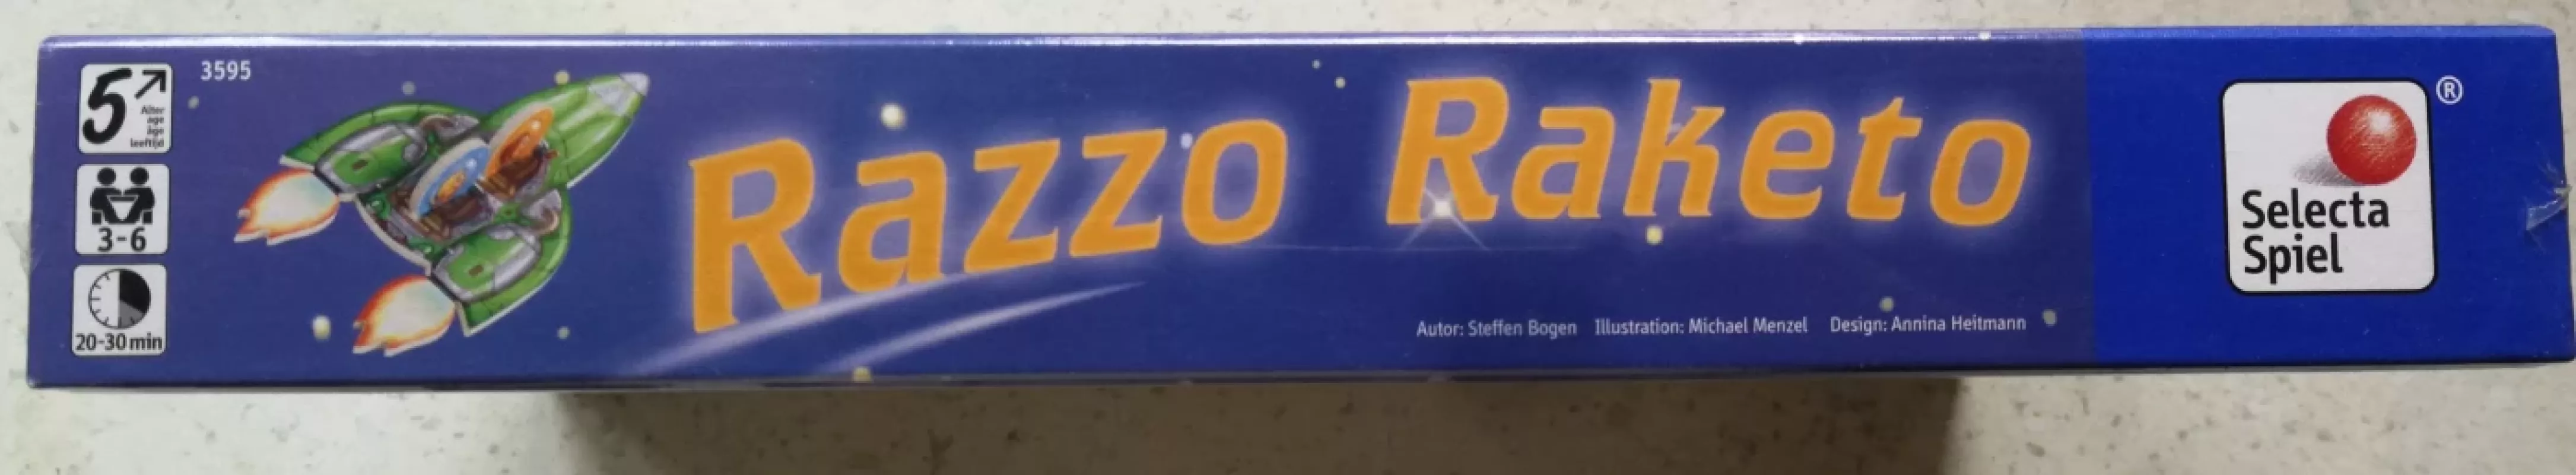 5
Alter
age
âge
leeftijd
3-6
20-30 min
3595
Razzo Raketo
Autor: Steffen Bogen Illustration: Michael Menzel Design: Annina Heitmann
Selecta
Spiel
®